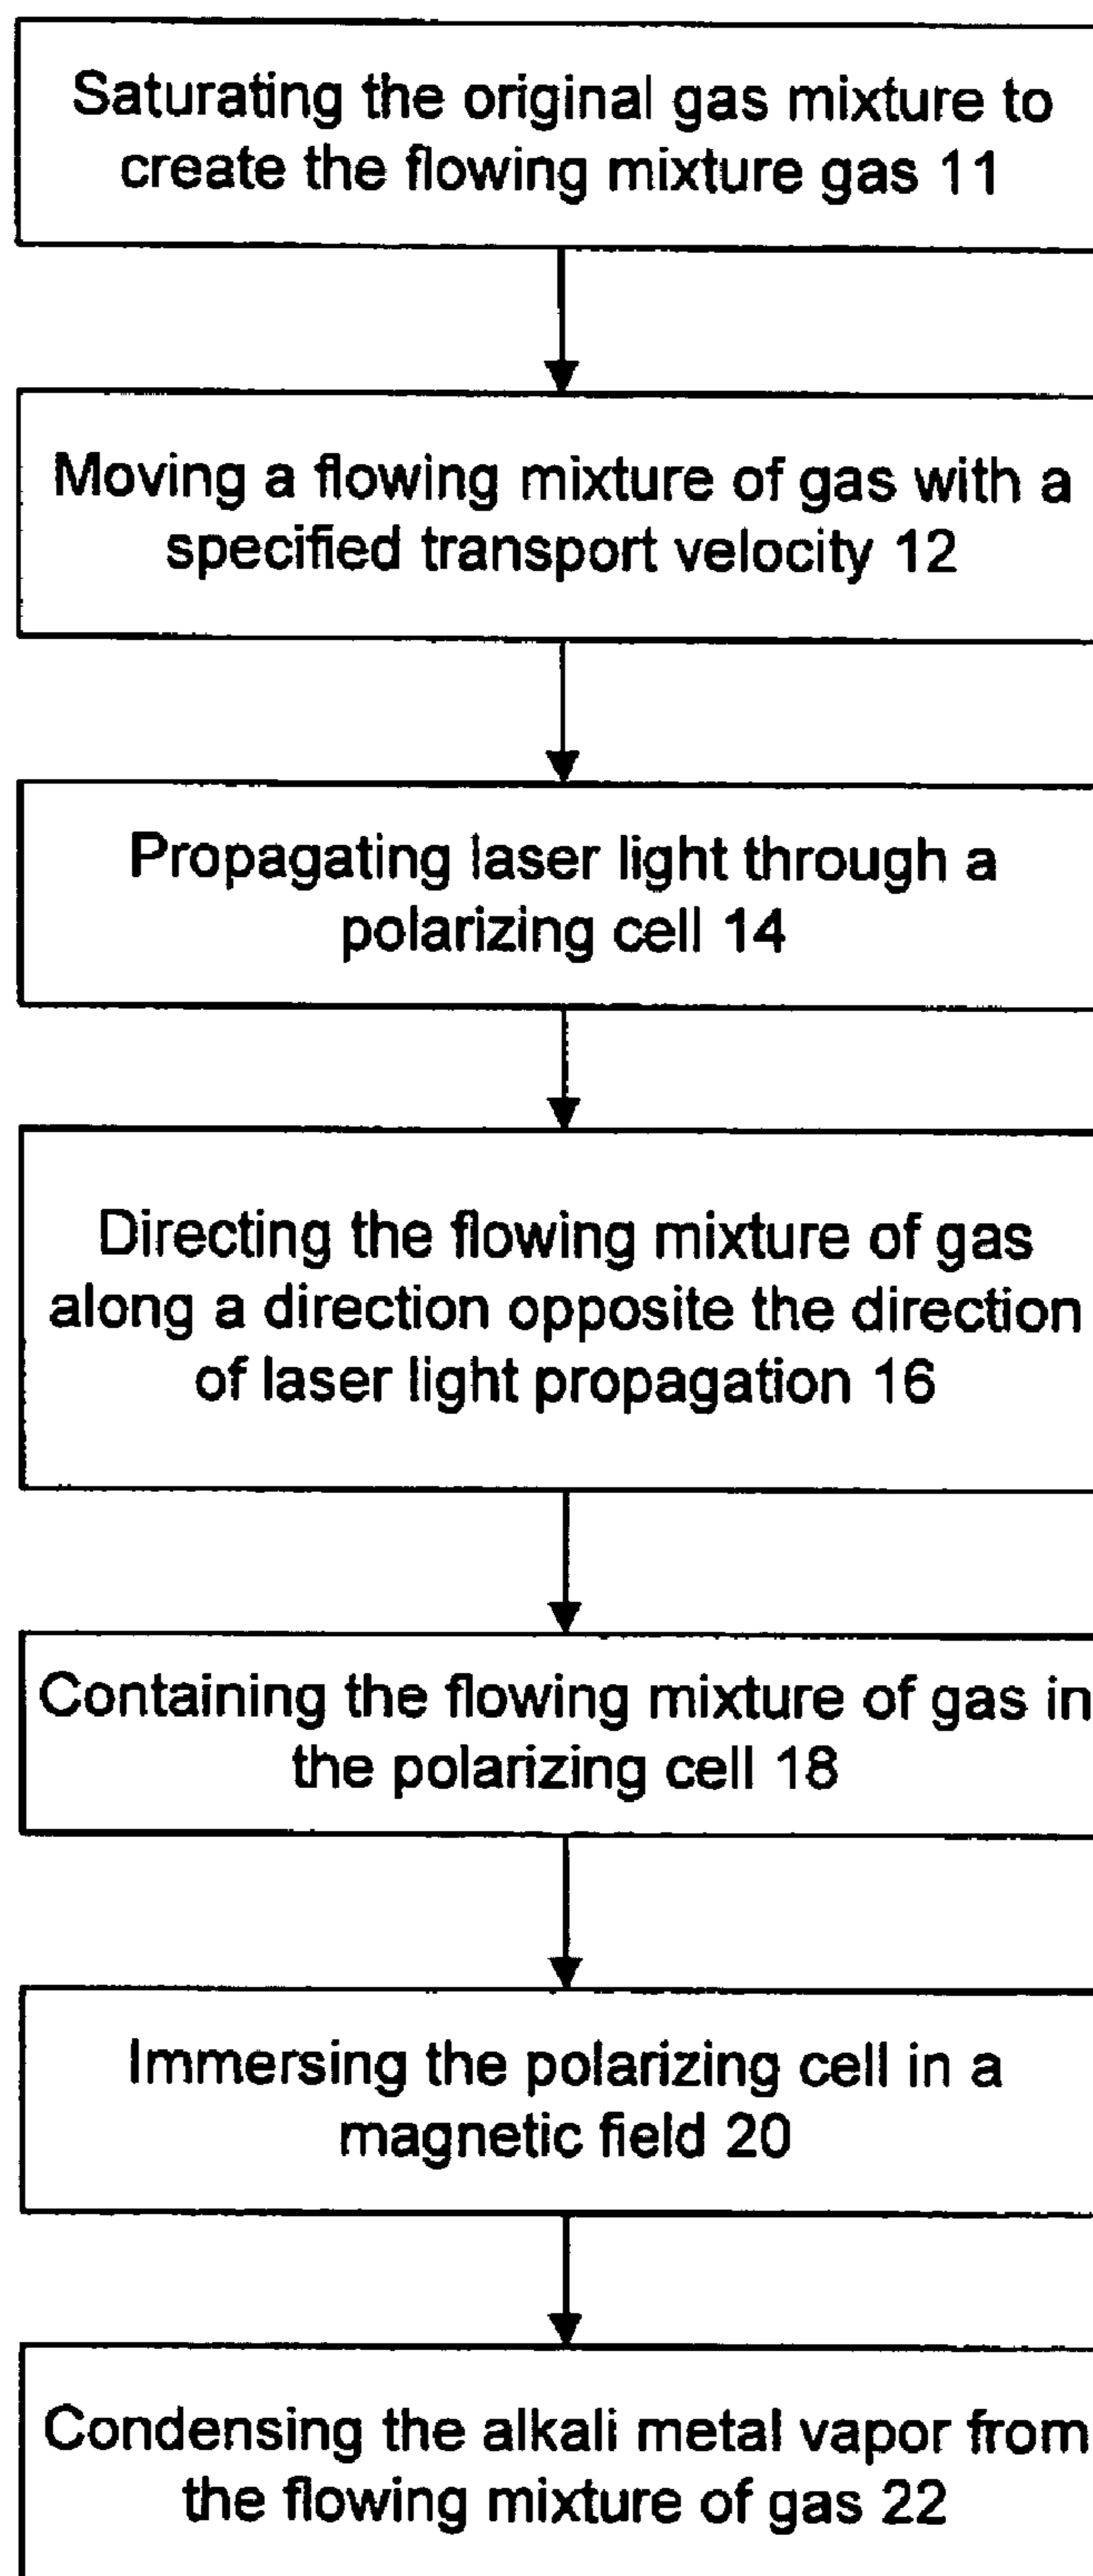 Saturating the original gas mixture to
create the flowing mixture gas 11
Moving a flowing mixture of gas with a
specified transport velocity 12
Propagating laser light through a
polarizing cell 14
Directing the flowing mixture of gas
along a direction opposite the direction
of laser light propagation 16
Containing the flowing mixture of gas in
the polarizing cell 18
Immersing the polarizing cell in a
magnetic field 20
Condensing the alkali metal vapor from
the flowing mixture of gas 22